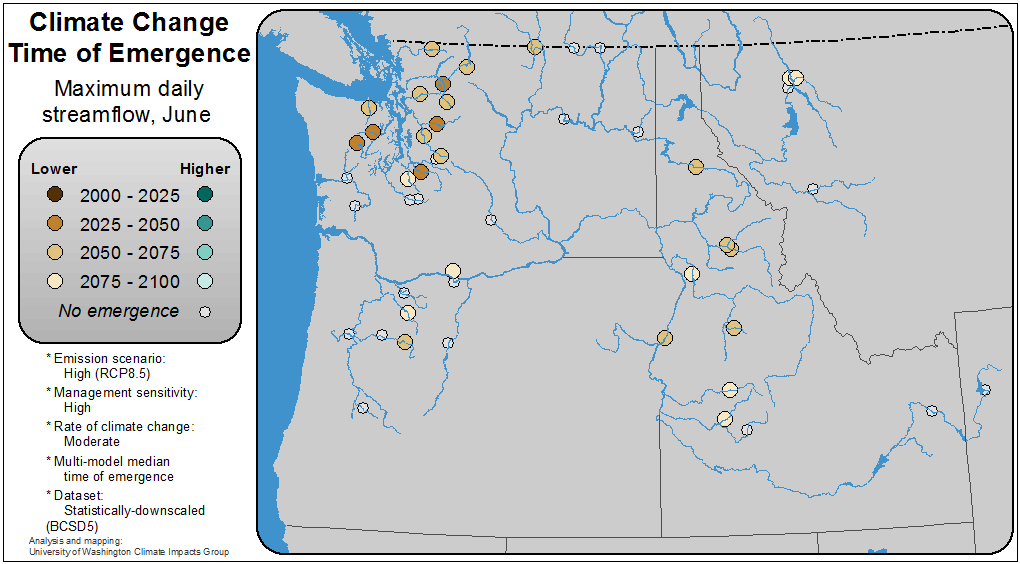 Climate Change
Time of Emergence
Maximum daily
streamflow, June
Lower Higher
2000 - 2025
2025 - 2050
2050 - 2075
2075 - 2100
No emergence
* Emission scenario:
High (RCP8.5)
* Management sensitivity:
High
* Rate of climate change:
Moderate
* Multi-model median
time of emergence
* Dataset:
Statistically-downscaled
(BCSD5)
Analysis and mapping:
University of Washington Climate Impacts Group